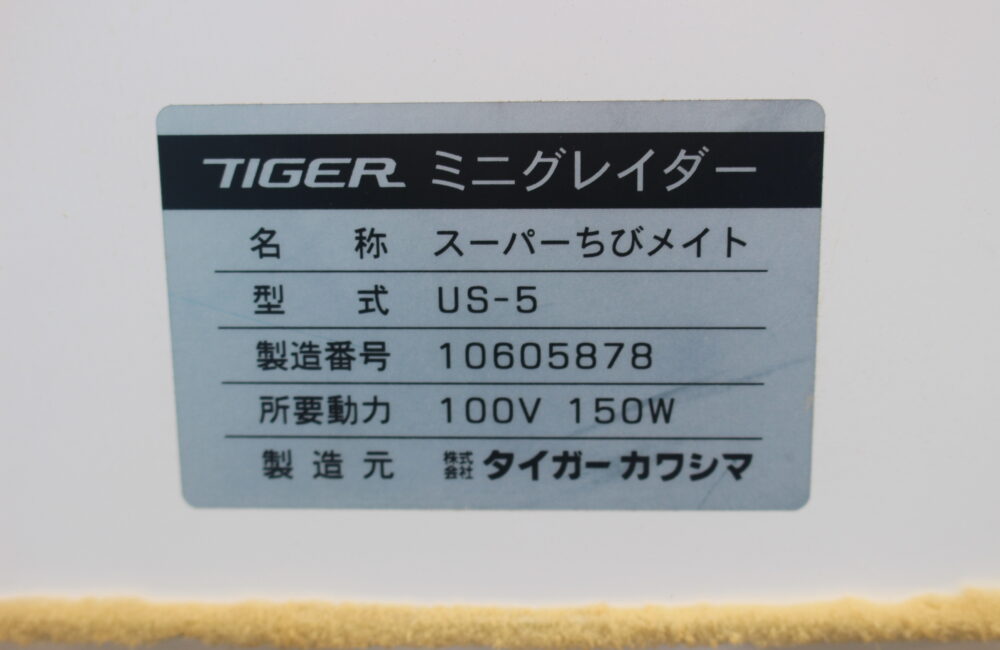 TIGER ミニグレイダー
名称 スーパーちびメイト
型式 US-5
製造番号 10605878
所要動力 100V 150W
製造元 株式会社 タイガーカワシマ